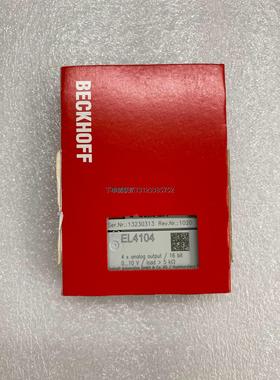 BECKHOFF
Ser.Nr.:13230313 Rev.Nr.:1020
EL4104
4 x analog output / 16 bit
0...10 V / load > 5 kΩ